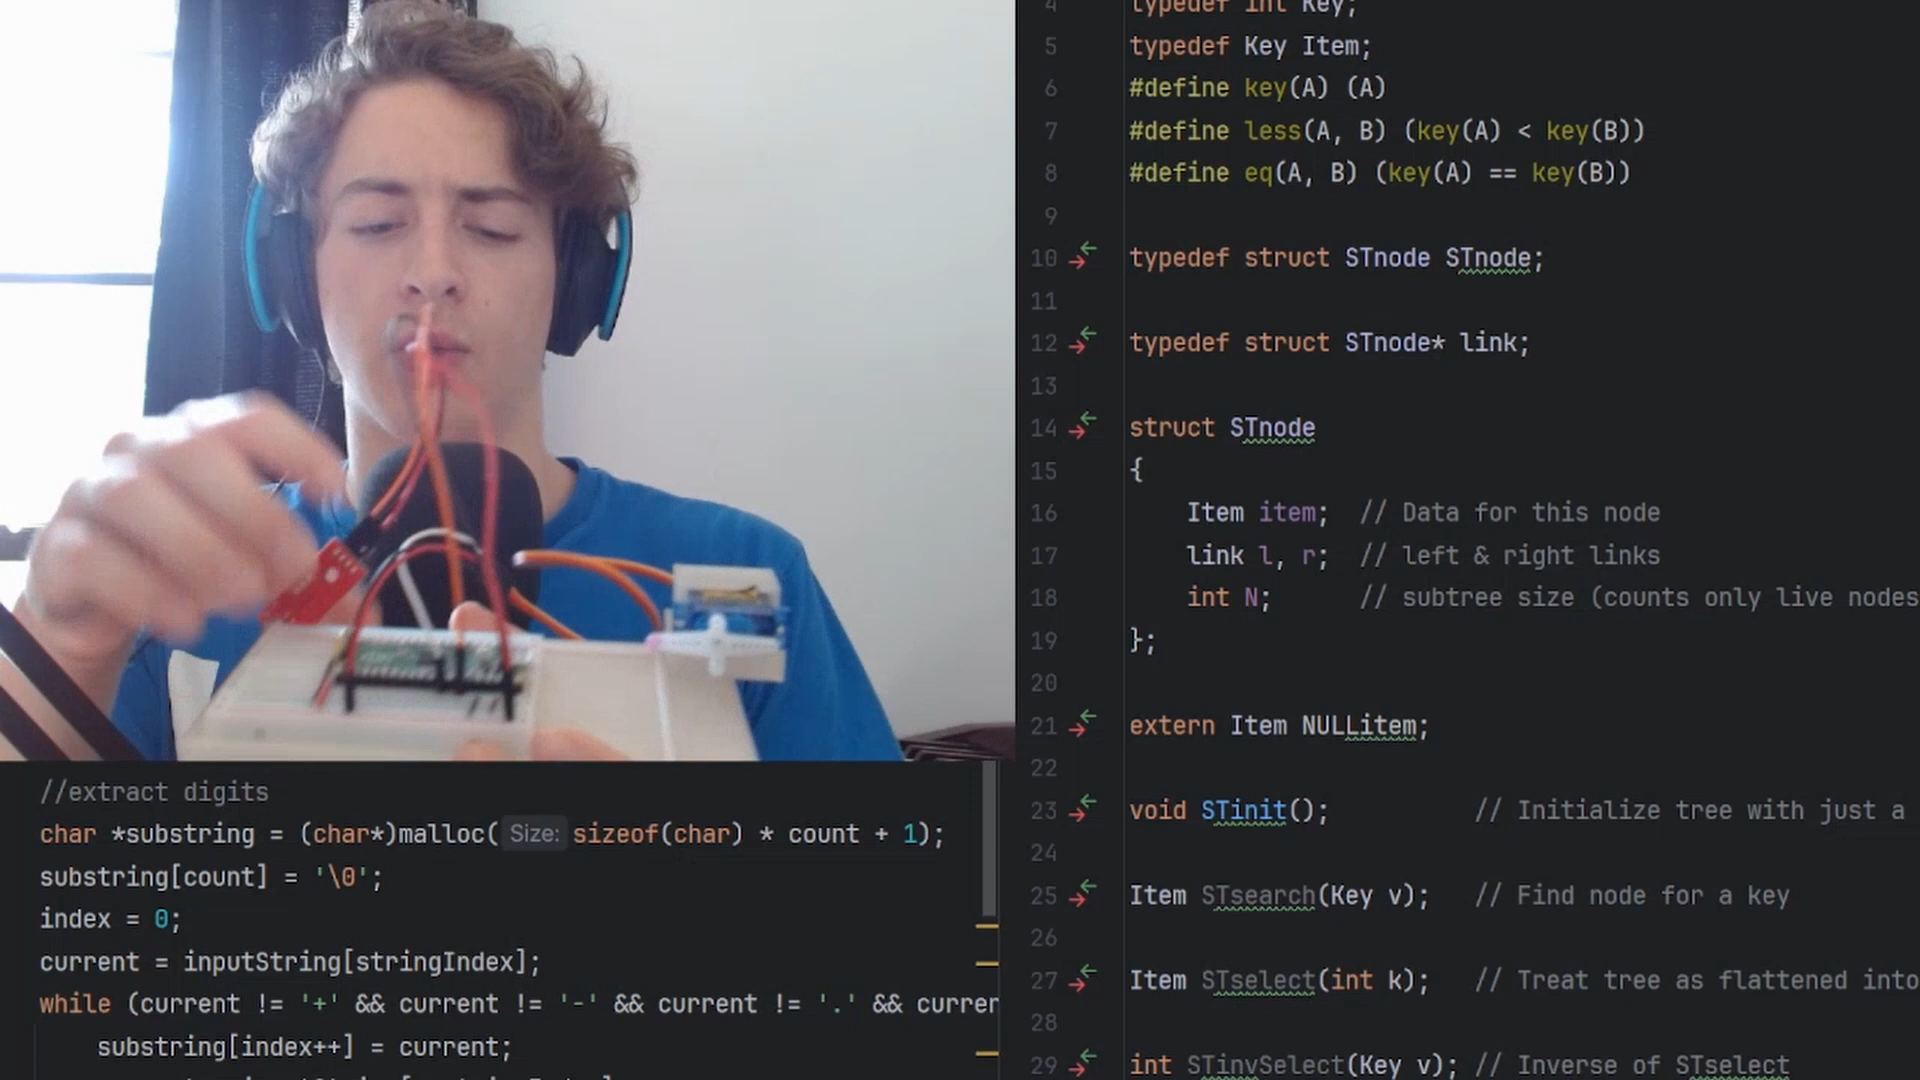 //extract digits
char *substring = (char*)malloc( Size: sizeof(char) * count + 1);
substring[count] = '\0';
index = 0;
current = inputString[stringIndex];
while (current != '+' && current != '-' && current != '.' && curren
substring[index++] = current;
4 typedef int Key;
5 typedef Key Item;
6 #define key(A) (A)
7 #define less(A, B) (key(A) < key(B))
8 #define eq(A, B) (key(A) == key(B))
9
10 typedef struct STnode STnode;
11
12 typedef struct STnode* link;
13
14 struct STnode
15 {
16 Item item; // Data for this node
17 link l, r; // left & right links
18 int N; // subtree size (counts only live nodes
19 };
20
21 extern Item NULLitem;
22
23 void STinit(); // Initialize tree with just a
24
25 Item STsearch(Key v); // Find node for a key
26
27 Item STselect(int k); // Treat tree as flattened into
28
29 int STinvSelect(Key v); // Inverse of STselect